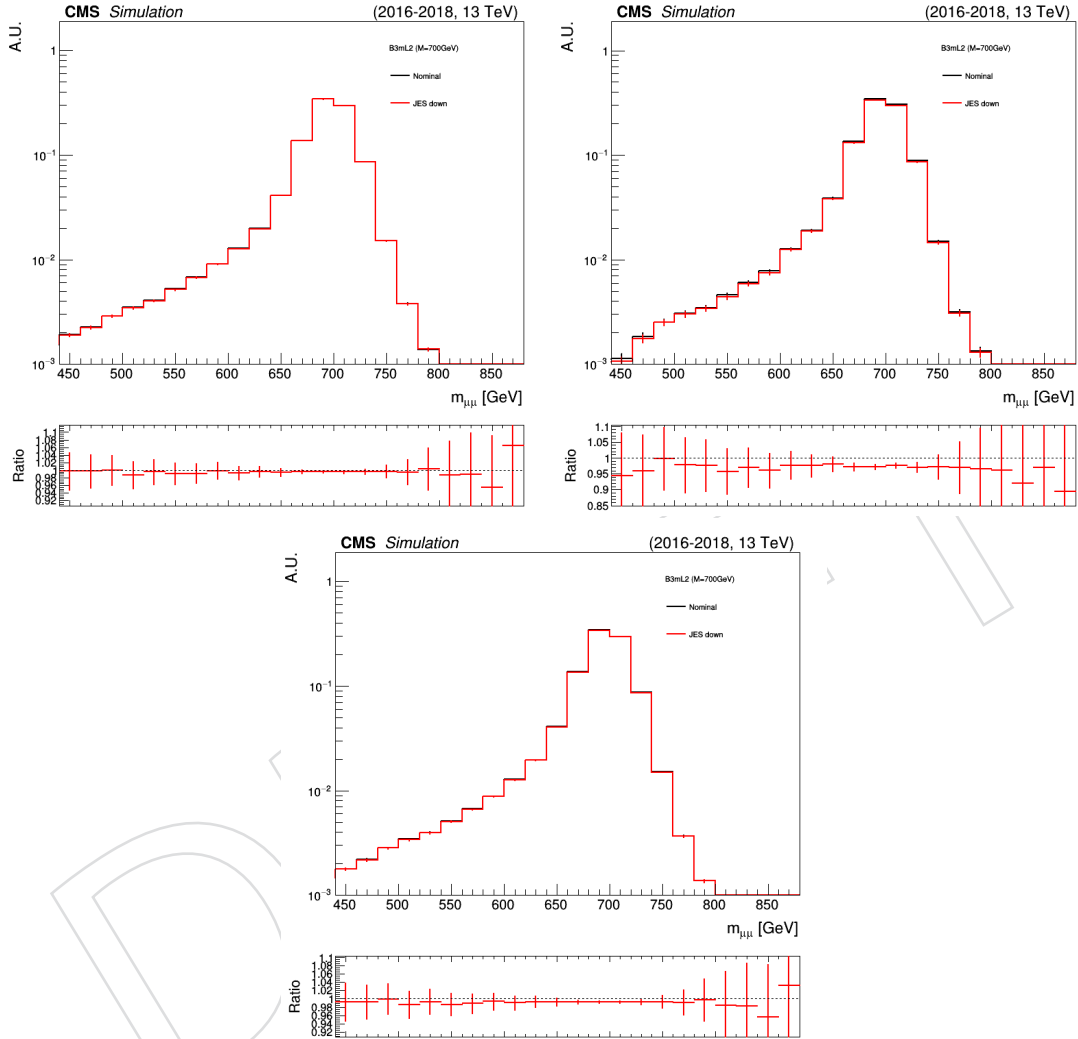 CMS Simulation (2016-2018, 13 TeV)
A.U.
B3mL2 (M=700GeV)
Nominal
JES down
1
10⁻¹
10⁻²
10⁻³
450 500 550 600 650 700 750 800 850
mμμ [GeV]
Ratio
1.1
1.08
1.06
1.04
1.02
1
0.98
0.96
0.94
0.92
CMS Simulation (2016-2018, 13 TeV)
A.U.
B3mL2 (M=700GeV)
Nominal
JES down
1
10⁻¹
10⁻²
10⁻³
450 500 550 600 650 700 750 800 850
mμμ [GeV]
Ratio
1.1
1.05
1
0.95
0.9
0.85
CMS Simulation (2016-2018, 13 TeV)
A.U.
B3mL2 (M=700GeV)
Nominal
JES down
1
10⁻¹
10⁻²
10⁻³
450 500 550 600 650 700 750 800 850
mμμ [GeV]
Ratio
1.1
1.08
1.06
1.04
1.02
1
0.98
0.96
0.94
0.92